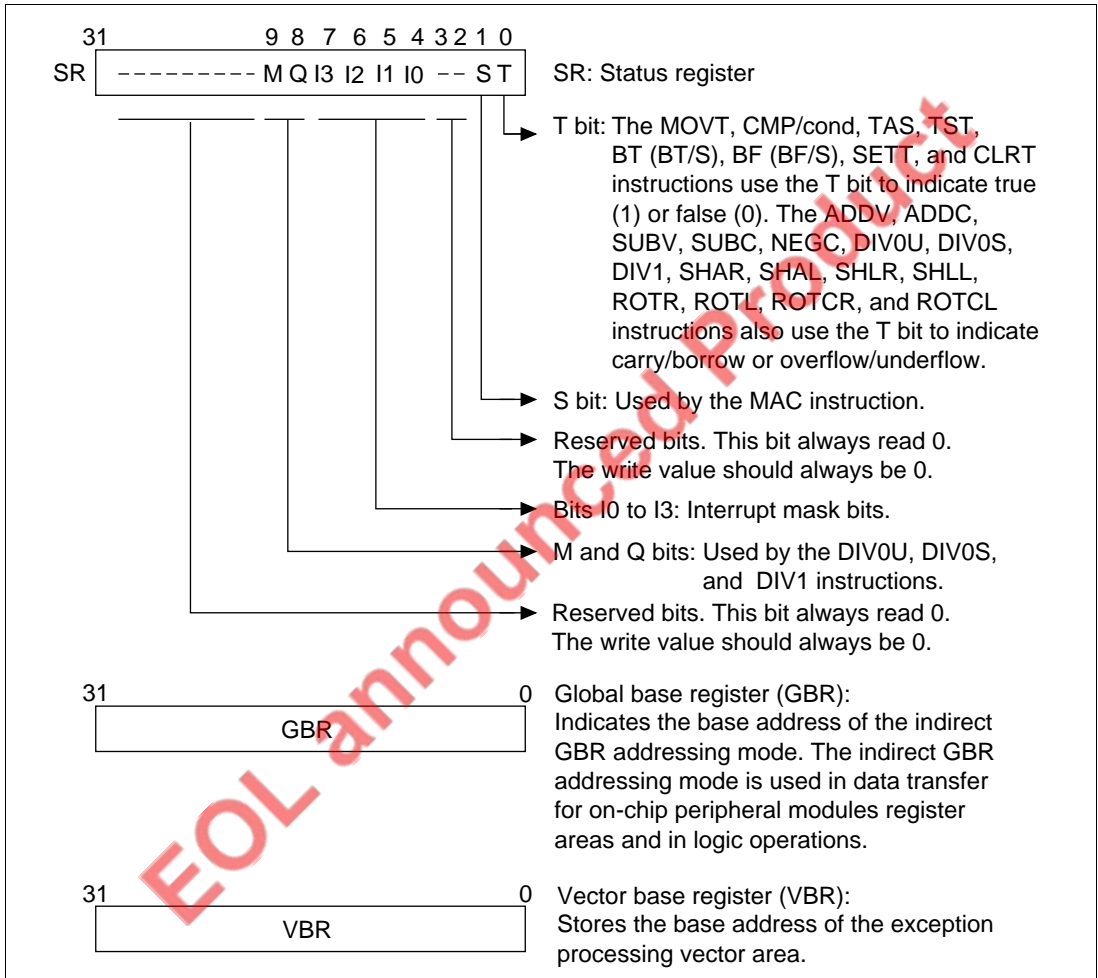 31 9 8 7 6 5 4 3 2 1 0
SR --------- M Q I3 I2 I1 I0 -- S T SR: Status register
T bit: The MOVT, CMP/cond, TAS, TST,
BT (BT/S), BF (BF/S), SETT, and CLRT
instructions use the T bit to indicate true
(1) or false (0). The ADDV, ADDC,
SUBV, SUBC, NEGC, DIV0U, DIV0S,
DIV1, SHAR, SHAL, SHLR, SHLL,
ROTR, ROTL, ROTCR, and ROTCL
instructions also use the T bit to indicate
carry/borrow or overflow/underflow.
S bit: Used by the MAC instruction.
Reserved bits. This bit always read 0.
The write value should always be 0.
Bits I0 to I3: Interrupt mask bits.
M and Q bits: Used by the DIV0U, DIV0S,
and DIV1 instructions.
Reserved bits. This bit always read 0.
The write value should always be 0.
31 0 Global base register (GBR):
GBR
Indicates the base address of the indirect
GBR addressing mode. The indirect GBR
addressing mode is used in data transfer
for on-chip peripheral modules register
areas and in logic operations.
31 0 Vector base register (VBR):
VBR
Stores the base address of the exception
processing vector area.
EOL announced Product